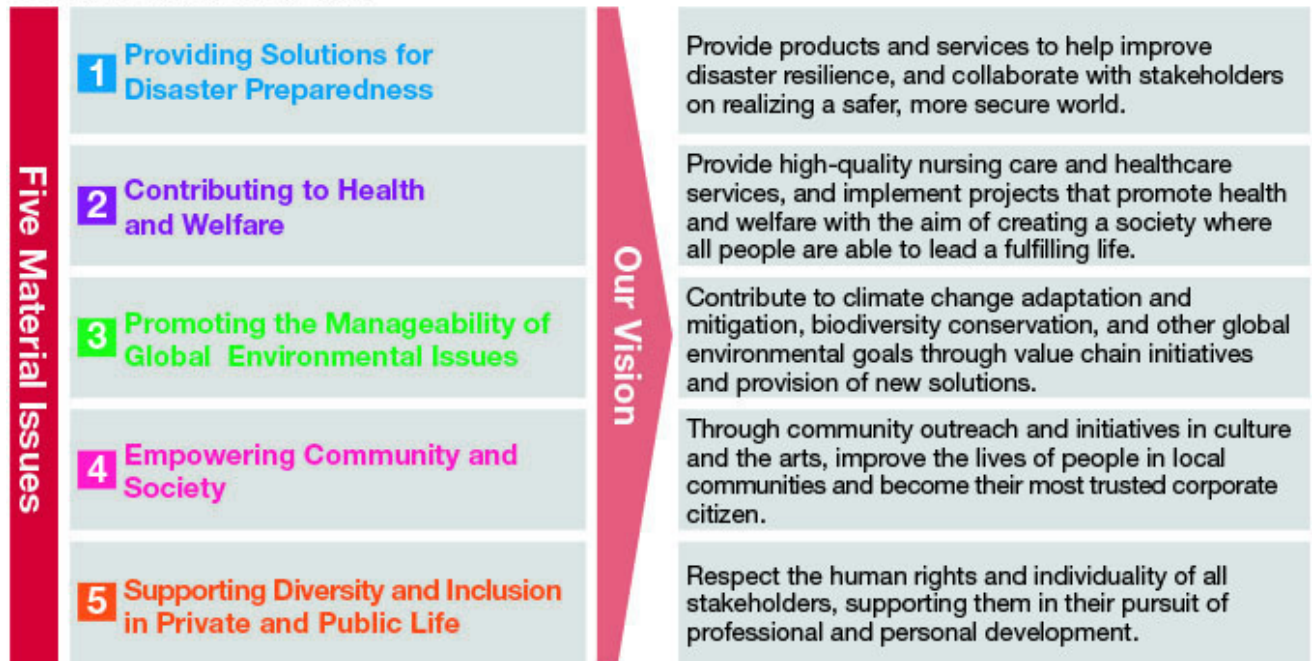 Five Material Issues
1
Providing Solutions for
Disaster Preparedness
2
Contributing to Health
and Welfare
3
Promoting the Manageability of
Global Environmental Issues
4
Empowering Community and
Society
5
Supporting Diversity and Inclusion
in Private and Public Life
Our Vision
Provide products and services to help improve
disaster resilience, and collaborate with stakeholders
on realizing a safer, more secure world.
Provide high-quality nursing care and healthcare
services, and implement projects that promote health
and welfare with the aim of creating a society where
all people are able to lead a fulfilling life.
Contribute to climate change adaptation and
mitigation, biodiversity conservation, and other global
environmental goals through value chain initiatives
and provision of new solutions.
Through community outreach and initiatives in culture
and the arts, improve the lives of people in local
communities and become their most trusted corporate
citizen.
Respect the human rights and individuality of all
stakeholders, supporting them in their pursuit of
professional and personal development.